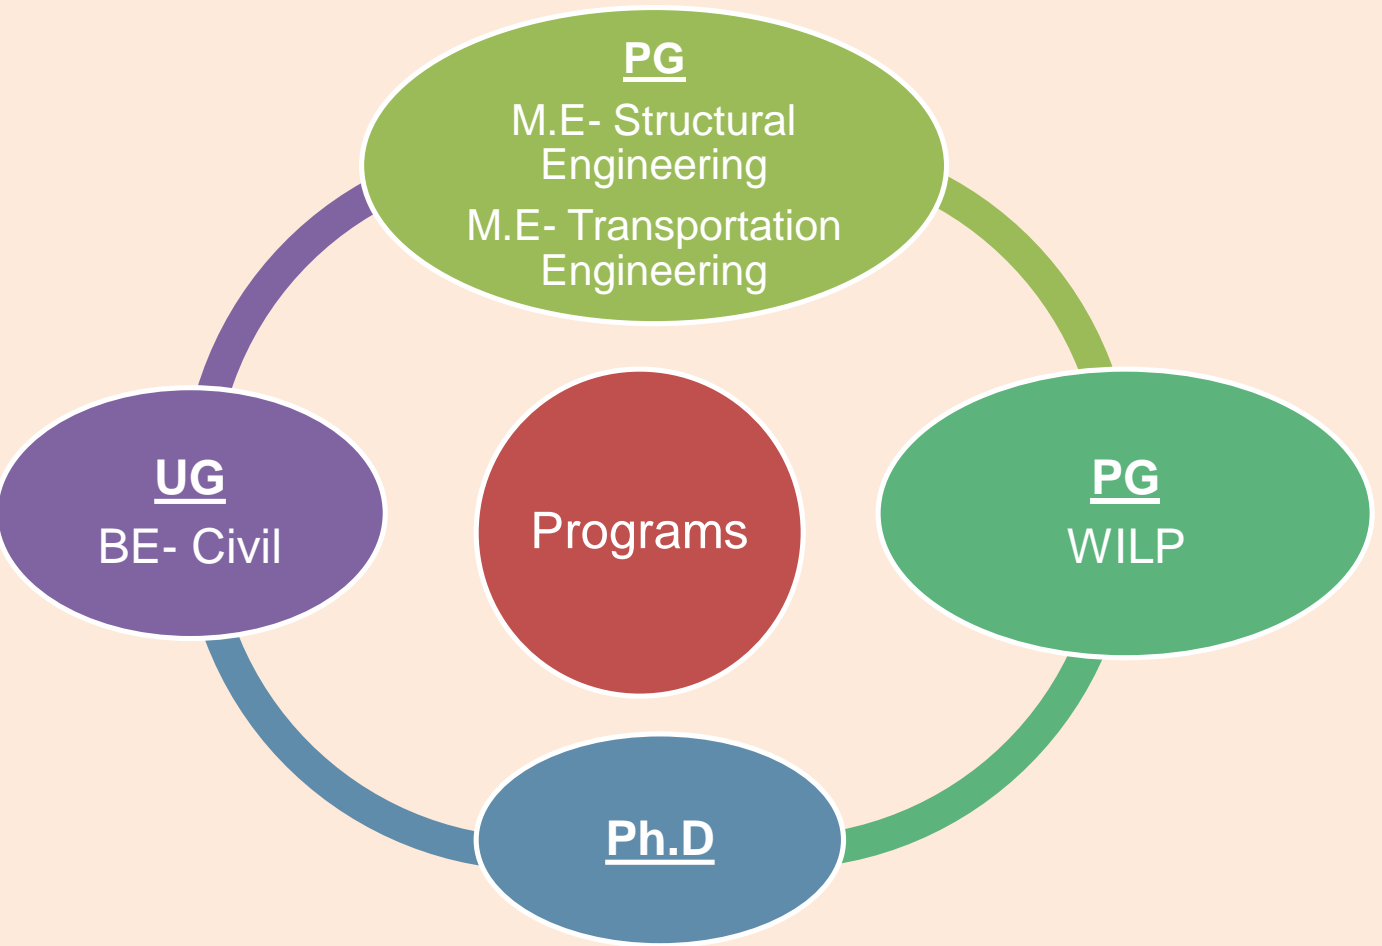 PG
M.E- Structural
Engineering
M.E- Transportation
Engineering
UG
BE- Civil
Programs
PG
WILP
Ph.D